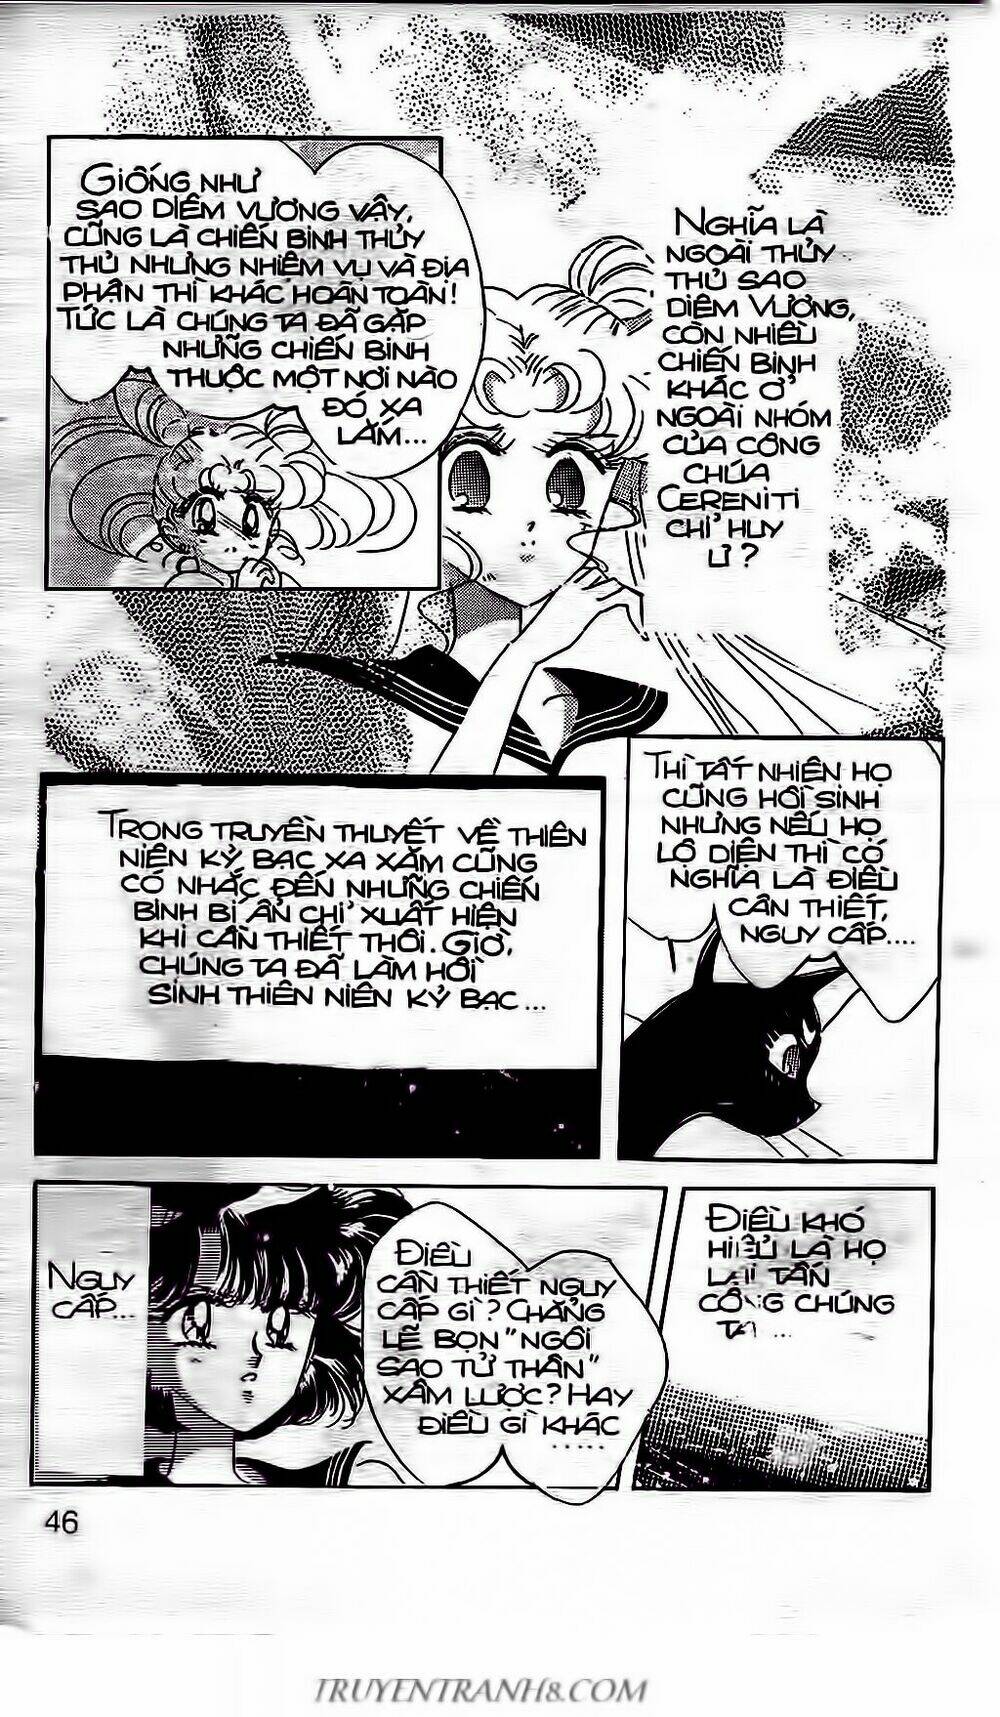 GIỐNG NHƯ
SAO DIÊM VƯƠNG VẬY,
CŨNG LÀ CHIẾN BINH THỦY
THỦ NHƯNG NHIỆM VỤ VÀ ĐỊA
PHẬN THÌ KHÁC HOÀN TOÀN!
TỨC LÀ CHÚNG TA ĐÃ GẶP
NHỮNG CHIẾN BINH
THUỘC MỘT NƠI NÀO
ĐÓ XA
LẮM...
NGHĨA LÀ
NGOÀI THỦY
THỦ SAO
DIÊM VƯƠNG,
CÒN NHIỀU
CHIẾN BINH
KHÁC Ở
NGOÀI NHÓM
CỦA CÔNG
CHÚA
CERENITI
CHỈ HUY
Ư?
THÌ TẤT NHIÊN HỌ
CŨNG HỒI SINH
NHƯNG NẾU HỌ
LỘ DIỆN THÌ CÓ
NGHĨA LÀ ĐIỀU
CẦN THIẾT,
NGUY CẤP....
TRONG TRUYỀN THUYẾT VỀ THIÊN
NIÊN KỶ BẠC XA XĂM CŨNG
CÓ NHẮC ĐẾN NHỮNG CHIẾN
BINH BÍ ẨN CHỈ XUẤT HIỆN
KHI CẦN THIẾT THÔI. GIỜ,
CHÚNG TA ĐÃ LÀM HỒI
SINH THIÊN NIÊN KỶ BẠC...
NGUY
CẤP...
ĐIỀU
CẦN THIẾT NGUY
CẤP GÌ? CHẲNG
LẼ BỌN "NGÔI
SAO TỬ THẦN"
XÂM LƯỢC? HAY
ĐIỀU GÌ KHÁC
.....
ĐIỀU KHÓ
HIỂU LÀ HỌ
LẠI TẤN
CÔNG CHÚNG
TA ...
46
TRUYENTRANH8.COM